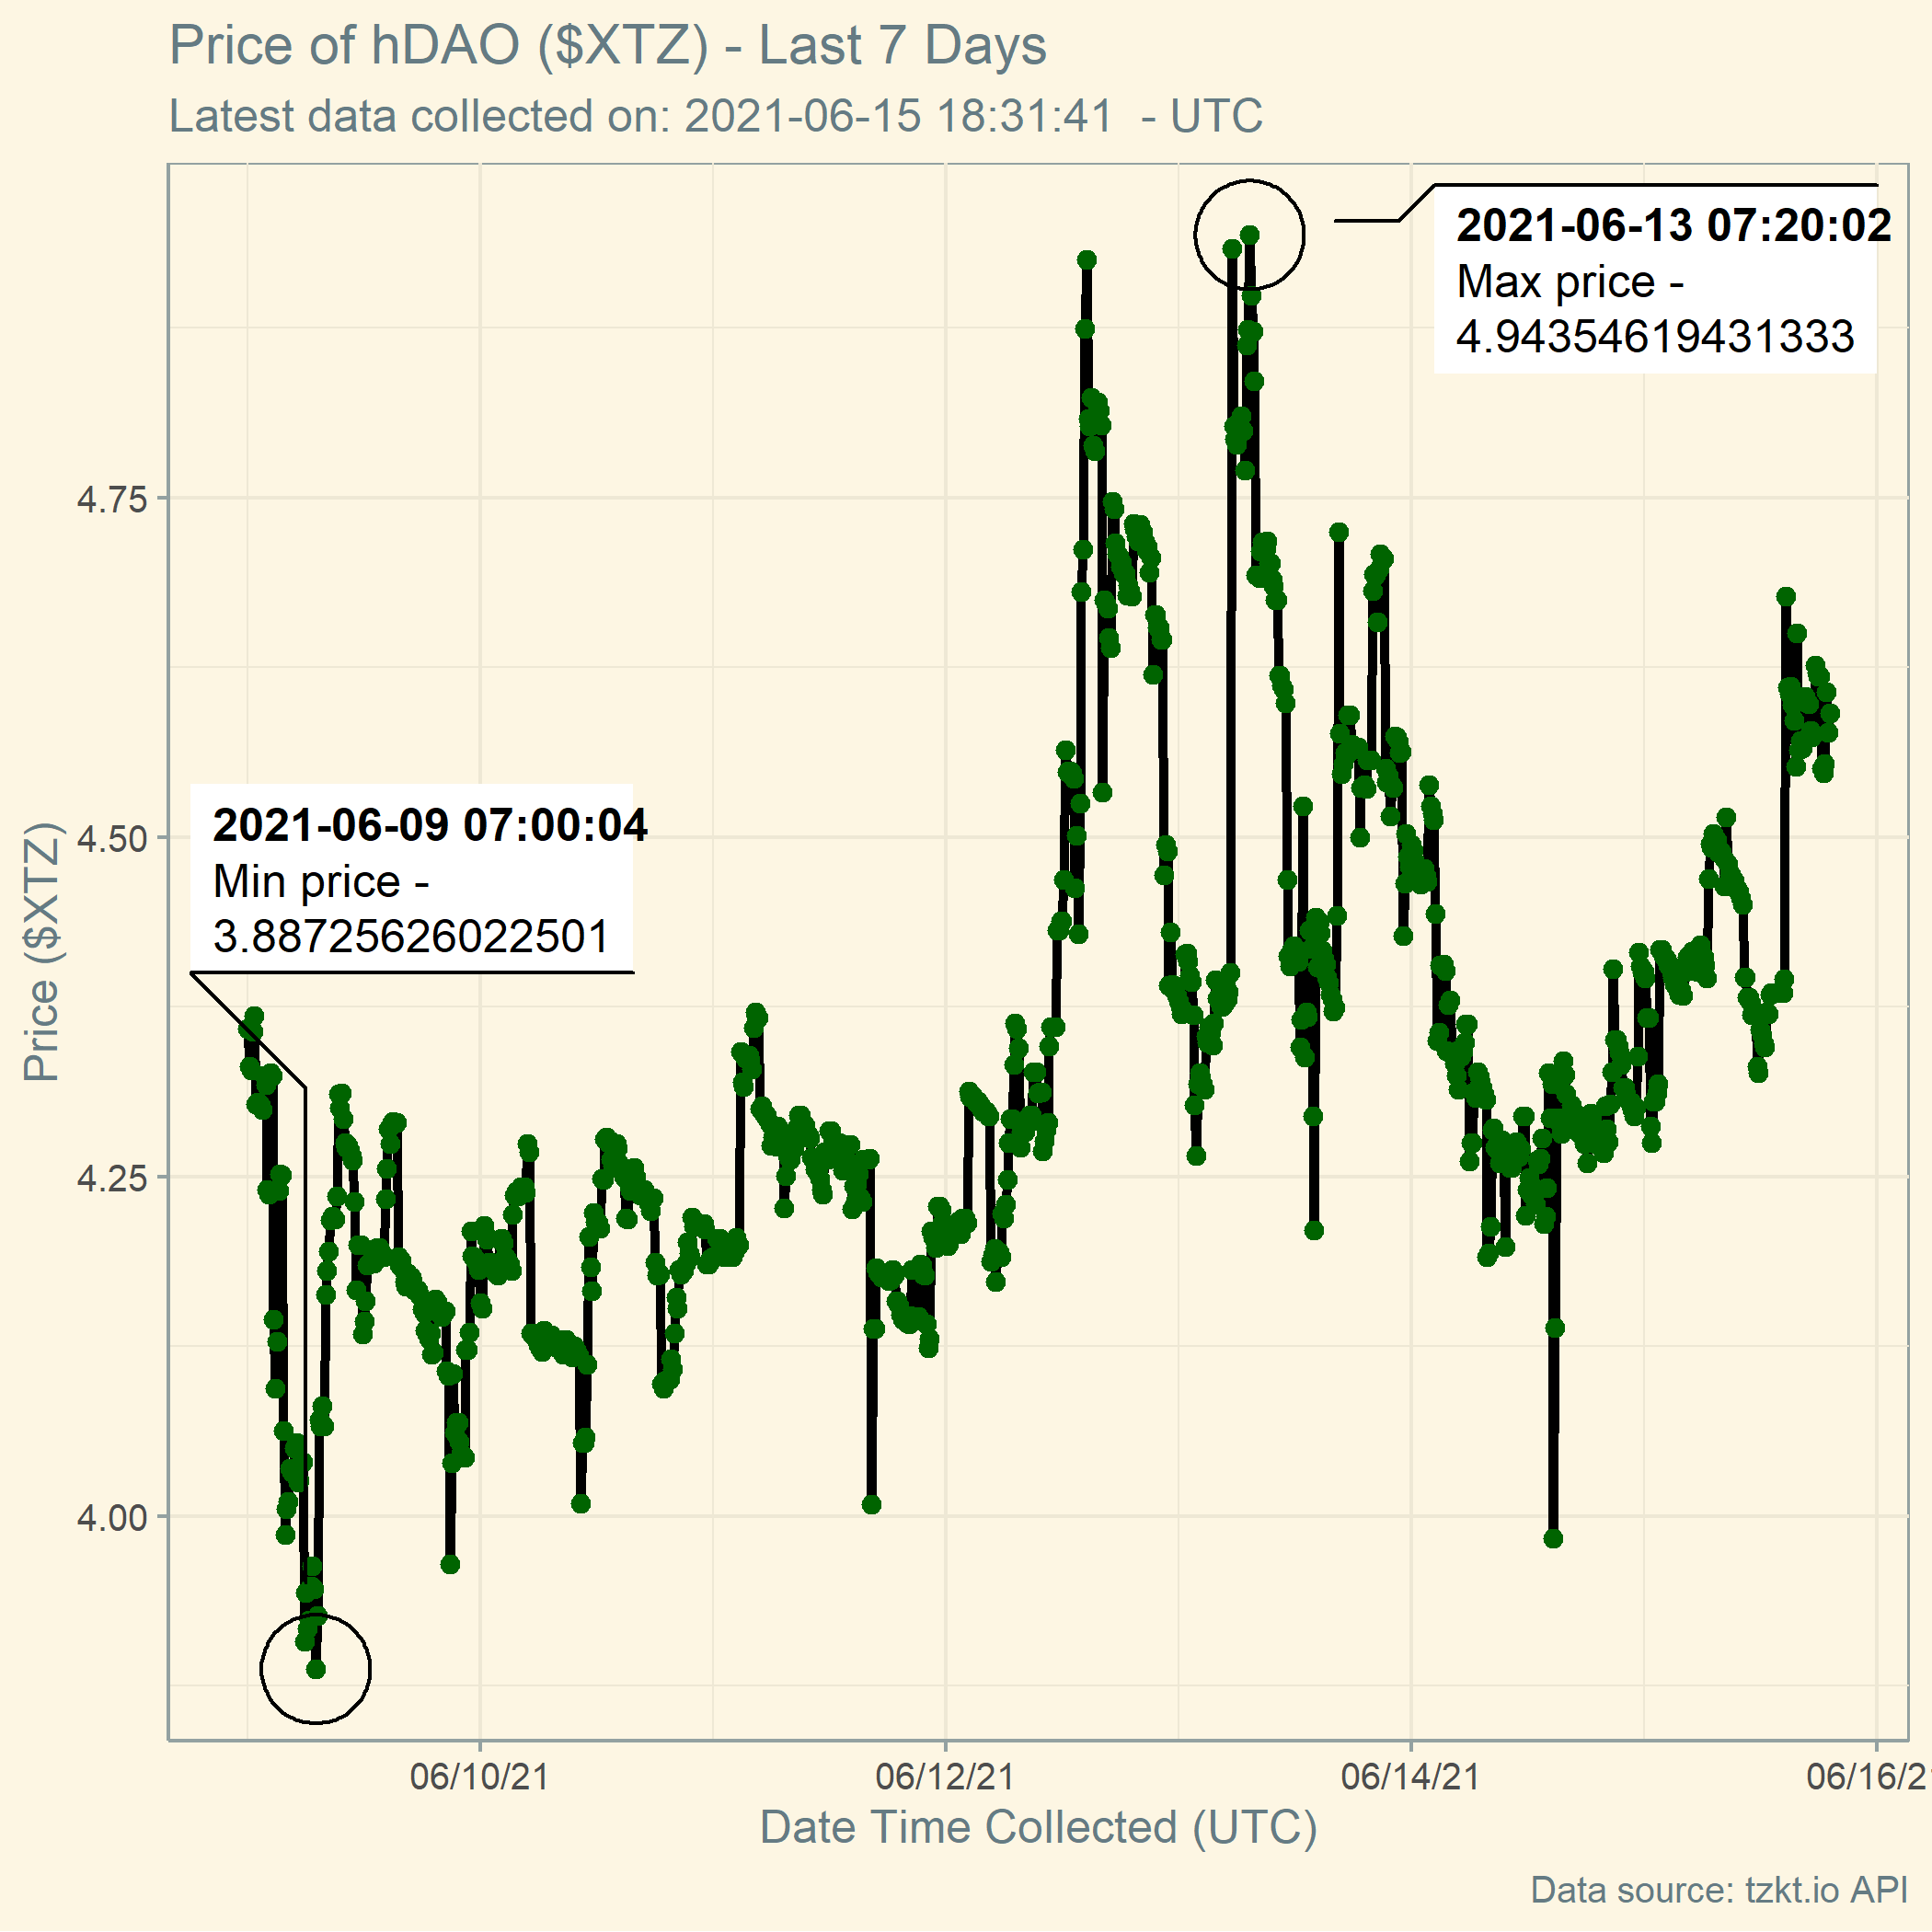 Price of hDAO ($XTZ) - Last 7 Days
Latest data collected on: 2021-06-15 18:31:41  - UTC
2021-06-13 07:20:02
Max price -
4.94354619431333
2021-06-09 07:00:04
Min price -
3.88725626022501
Price ($XTZ)
4.75
4.50
4.25
4.00
06/10/21
06/12/21
06/14/21
06/16/2
Date Time Collected (UTC)
Data source: tzkt.io API